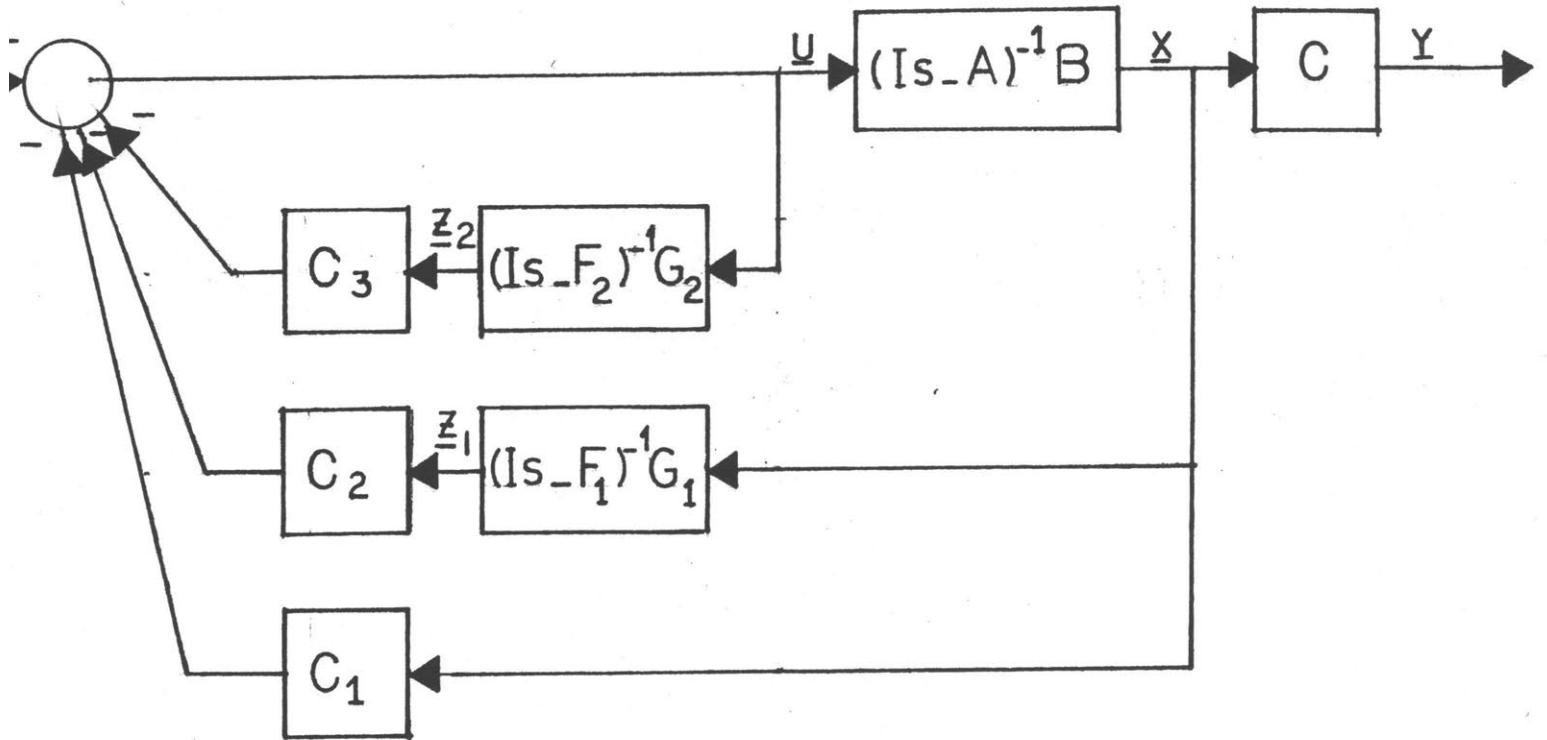 U
(Is_A)⁻¹B
X
C
Y
-
-
-
-
C₃
Z₂
(Is_F₂)⁻¹G₂
C₂
Z₁
(Is_F₁)⁻¹G₁
C₁